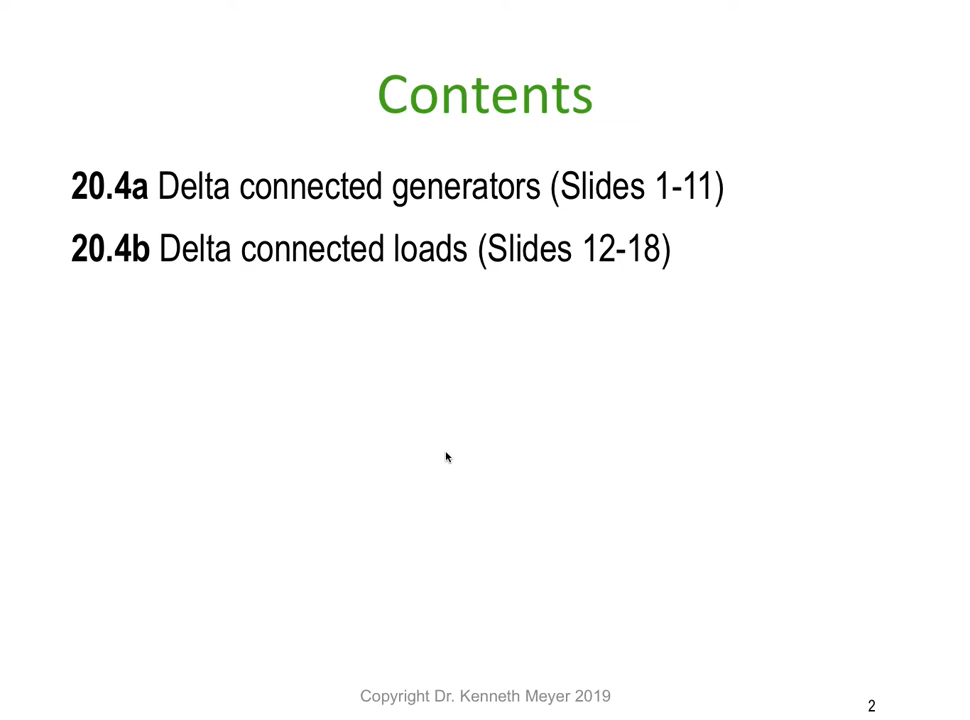 Contents
20.4a Delta connected generators (Slides 1-11)
20.4b Delta connected loads (Slides 12-18)
Copyright Dr. Kenneth Meyer 2019
2